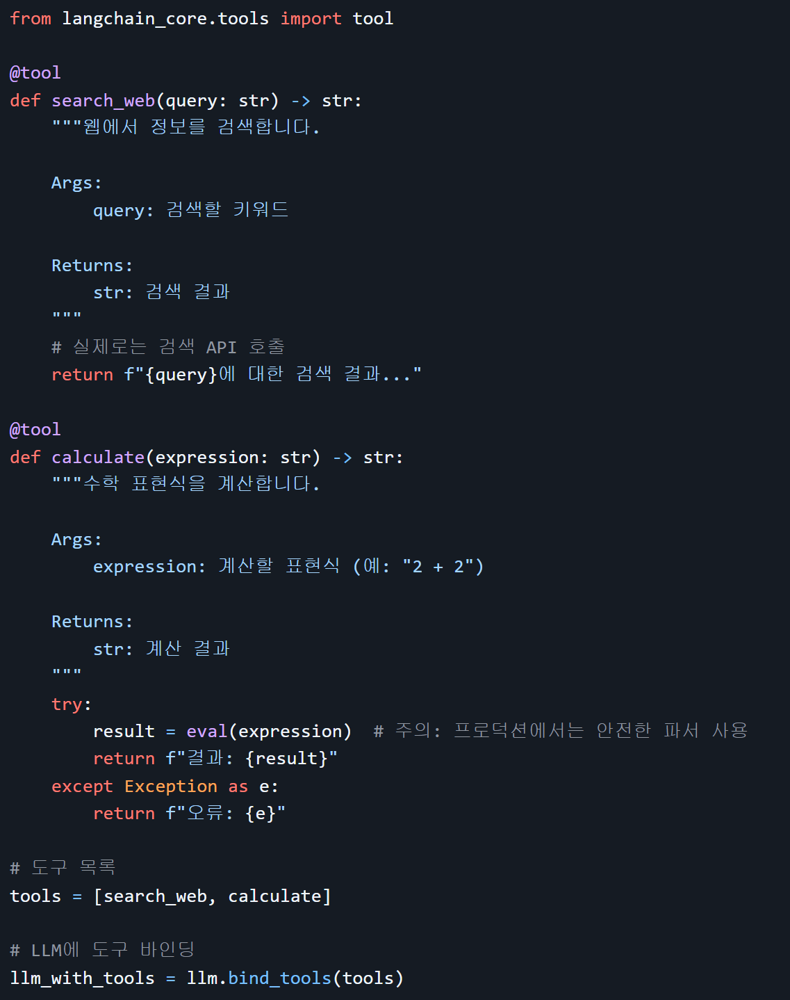 from langchain_core.tools import tool

@tool
def search_web(query: str) -> str:
    """웹에서 정보를 검색합니다.

    Args:
        query: 검색할 키워드

    Returns:
        str: 검색 결과
    """
    # 실제로는 검색 API 호출
    return f"{query}에 대한 검색 결과..."

@tool
def calculate(expression: str) -> str:
    """수학 표현식을 계산합니다.

    Args:
        expression: 계산할 표현식 (예: "2 + 2")

    Returns:
        str: 계산 결과
    """
    try:
        result = eval(expression)  # 주의: 프로덕션에서는 안전한 파서 사용
        return f"결과: {result}"
    except Exception as e:
        return f"오류: {e}"

# 도구 목록
tools = [search_web, calculate]

# LLM에 도구 바인딩
llm_with_tools = llm.bind_tools(tools)